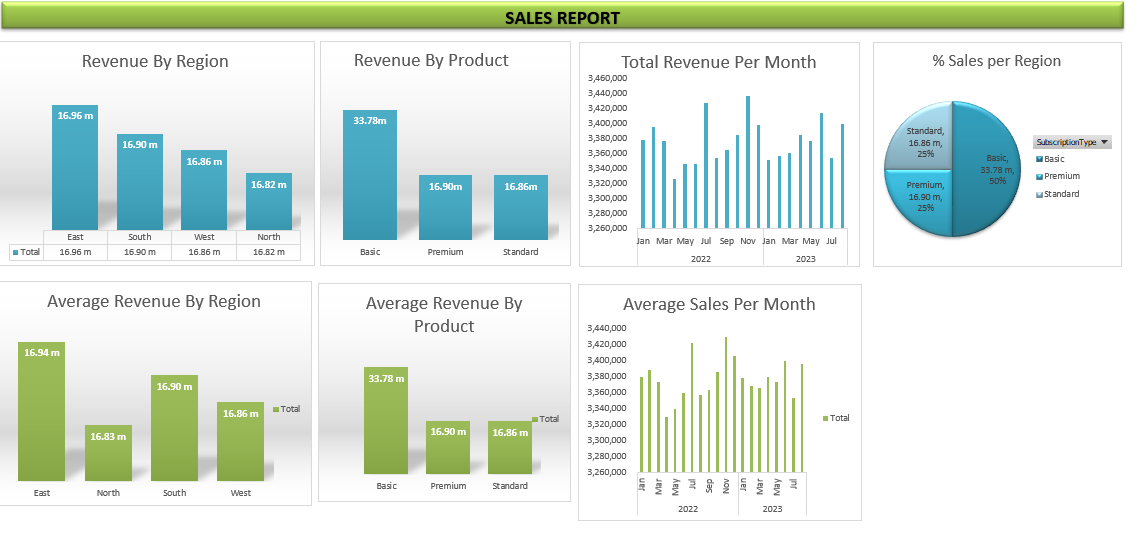 SALES REPORT
Revenue By Region
16.96 m
16.90 m
16.86 m
16.82 m
East South West North
Total 16.96 m 16.90 m 16.86 m 16.82 m
Revenue By Product
33.78m
16.90m 16.86m
Basic Premium Standard
Total Revenue Per Month
3,460,000
3,440,000
3,420,000
3,400,000
3,380,000
3,360,000
3,340,000
3,320,000
3,300,000
3,280,000
3,260,000
Jan Mar May Jul Sep Nov Jan Mar May Jul
2022 2023
% Sales per Region
Standard,
16.86 m,
25%
Basic,
33.78 m,
50%
Premium,
16.90 m,
25%
SubscriptionType
Basic
Premium
Standard
Average Revenue By Region
16.94 m
16.83 m
16.90 m
16.86 m
Total
East North South West
Average Revenue By
Product
33.78 m
16.90 m 16.86 m
Total
Basic Premium Standard
Average Sales Per Month
3,440,000
3,420,000
3,400,000
3,380,000
3,360,000
3,340,000
3,320,000
3,300,000
3,280,000
3,260,000
Jan Mar May Jul Sep Nov Jan Mar May Jul
2022 2023
Total